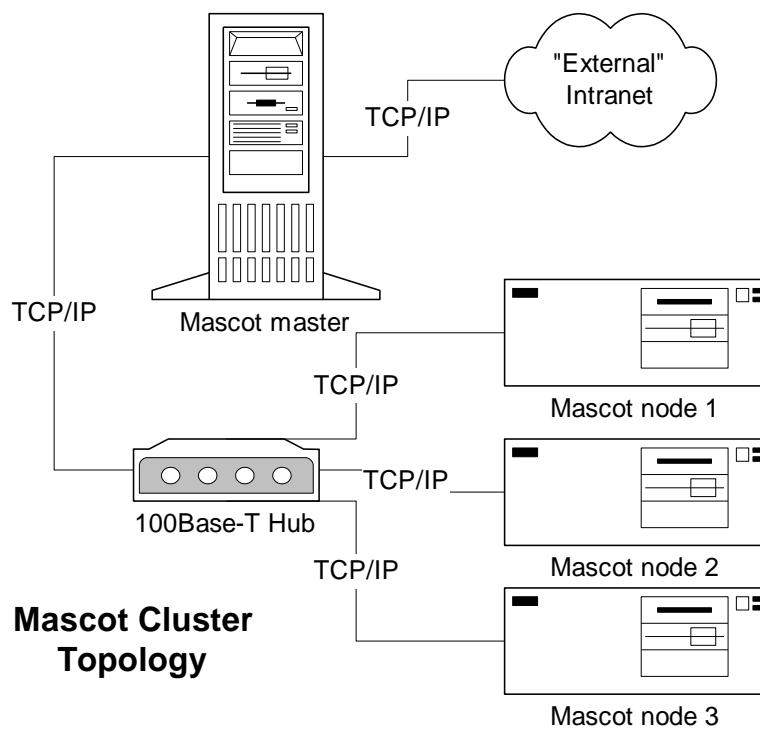 "External"
Intranet
TCP/IP
TCP/IP
Mascot master
TCP/IP
Mascot node 1
TCP/IP
100Base-T Hub
Mascot node 2
TCP/IP
Mascot Cluster
Topology
Mascot node 3